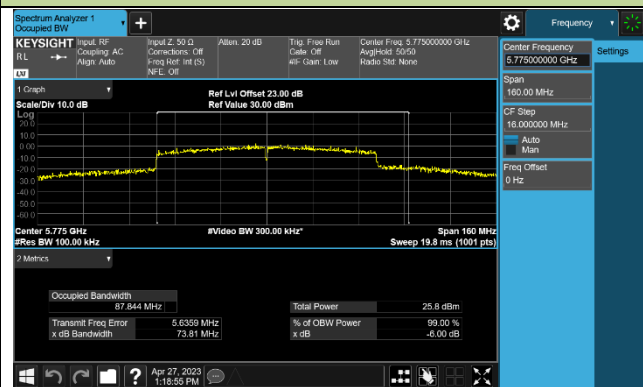 Spectrum Analyzer 1
Occupied BW
Frequency
KEYSIGHT
Input: RF
Coupling: AC
Align: Auto
Input Z: 50 Ω
Corrections: Off
Freq Ref: Int (S)
NFE: Off
Atten: 20 dB
Trig: Free Run
Gate: Off
#IF Gain: Low
Center Freq: 5.775000000 GHz
Avg|Hold: 50/50
Radio Std: None
RL
LXI
Center Frequency
5.775000000 GHz
Settings
Span
160.00 MHz
CF Step
16.000000 MHz
Auto
Man
Freq Offset
0 Hz
1 Graph
Scale/Div 10.0 dB
Ref Lvl Offset 23.00 dB
Ref Value 30.00 dBm
Log
20.0
10.0
0.00
-10.0
-20.0
-30.0
-40.0
-50.0
-60.0
Center 5.775 GHz
#Video BW 300.00 kHz*
Span 160 MHz
#Res BW 100.00 kHz
Sweep 19.8 ms (1001 pts)
2 Metrics
Occupied Bandwidth
87.844 MHz
Total Power
25.8 dBm
Transmit Freq Error
5.6359 MHz
% of OBW Power
99.00 %
x dB Bandwidth
73.81 MHz
x dB
-6.00 dB
Apr 27, 2023
1:18:55 PM